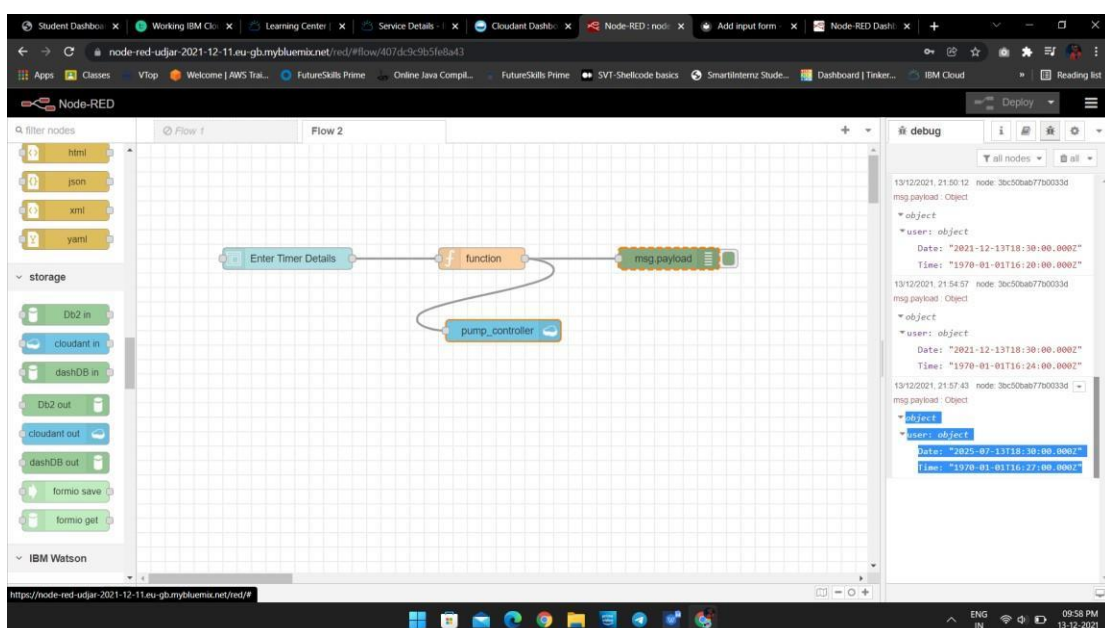 Student Dashboa
Working IBM Clo
Learning Center |
Service Details - I
Cloudant Dashbo
Node-RED : node
Add input form -
Node-RED Dash
node-red-udjar-2021-12-11.eu-gb.mybluemix.net/red/#flow/407dc9c9b5fe8a43
Apps
Classes
VTop
Welcome | AWS Trai...
FutureSkills Prime
Online Java Compil...
FutureSkills Prime
SVT-Shellcode basics
SmartiInternz Stude...
Dashboard | Tinker...
IBM Cloud
Reading list
Node-RED
Deploy
filter nodes
Flow 1
Flow 2
debug
all nodes
all
html
json
xml
yaml
storage
Db2 in
cloudant in
dashDB in
Db2 out
cloudant out
dashDB out
formio save
formio get
IBM Watson
Enter Timer Details
function
msg.payload
pump_controller
13/12/2021, 21:50:12 node: 3bc50bab77b0033d
msg.payload : Object
object
user: object
Date: "2021-12-13T18:30:00.000Z"
Time: "1970-01-01T16:20:00.000Z"
13/12/2021, 21:54:57 node: 3bc50bab77b0033d
msg.payload : Object
object
user: object
Date: "2021-12-13T18:30:00.000Z"
Time: "1970-01-01T16:24:00.000Z"
13/12/2021, 21:57:43 node: 3bc50bab77b0033d
msg.payload : Object
object
user: object
Date: "2025-07-13T18:30:00.000Z"
Time: "1970-01-01T16:27:00.000Z"
https://node-red-udjar-2021-12-11.eu-gb.mybluemix.net/red/#
ENG
IN
09:58 PM
13-12-2021